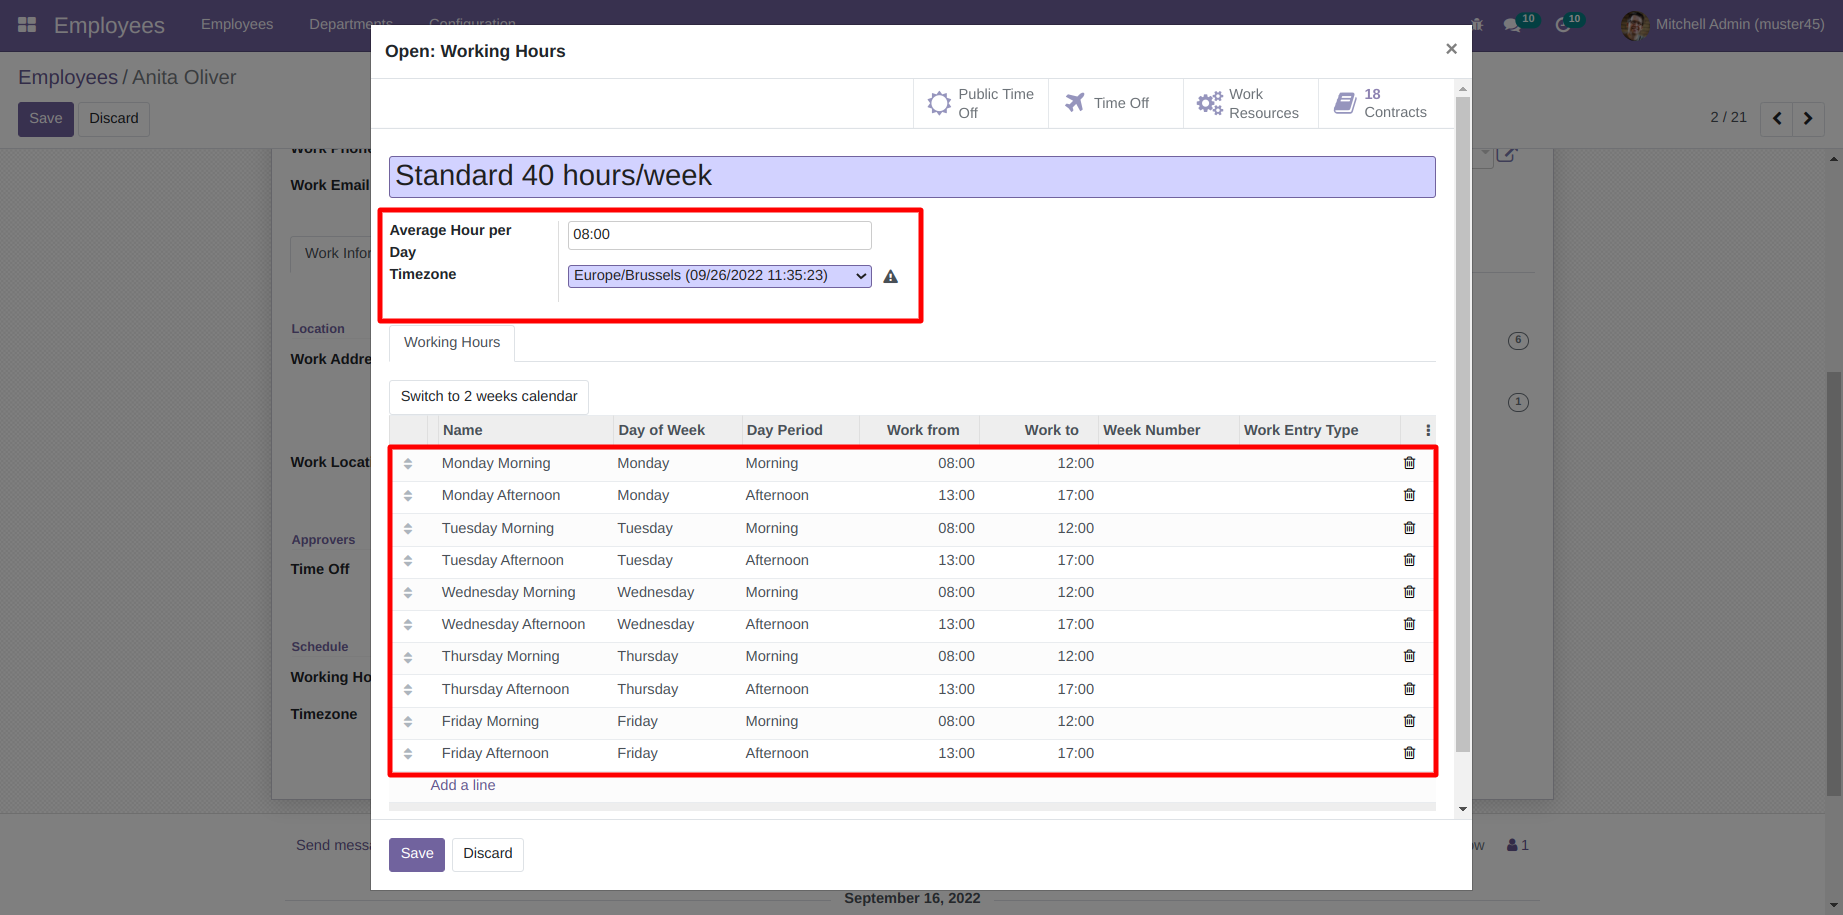 Employees
Employees
Departments
Configuration
10
10
Mitchell Admin (muster45)
Employees / Anita Oliver
Save
Discard
2 / 21
Work Email
Work
Location
Work
Work
Approvers
Time Off
Schedule
Working
Timezone
6
1
Send
1
September 16, 2022
Open: Working Hours
×
Public Time
Off
Time Off
Work
Resources
18
Contracts
Standard 40 hours/week
Average Hour per
Day
08:00
Timezone
Europe/Brussels (09/26/2022 11:35:23)
Working Hours
Switch to 2 weeks calendar
Name Day of Week Day Period Work from Work to Week Number Work Entry Type
Monday Morning Monday Morning 08:00 12:00
Monday Afternoon Monday Afternoon 13:00 17:00
Tuesday Morning Tuesday Morning 08:00 12:00
Tuesday Afternoon Tuesday Afternoon 13:00 17:00
Wednesday Morning Wednesday Morning 08:00 12:00
Wednesday Afternoon Wednesday Afternoon 13:00 17:00
Thursday Morning Thursday Morning 08:00 12:00
Thursday Afternoon Thursday Afternoon 13:00 17:00
Friday Morning Friday Morning 08:00 12:00
Friday Afternoon Friday Afternoon 13:00 17:00
Add a line
Save
Discard